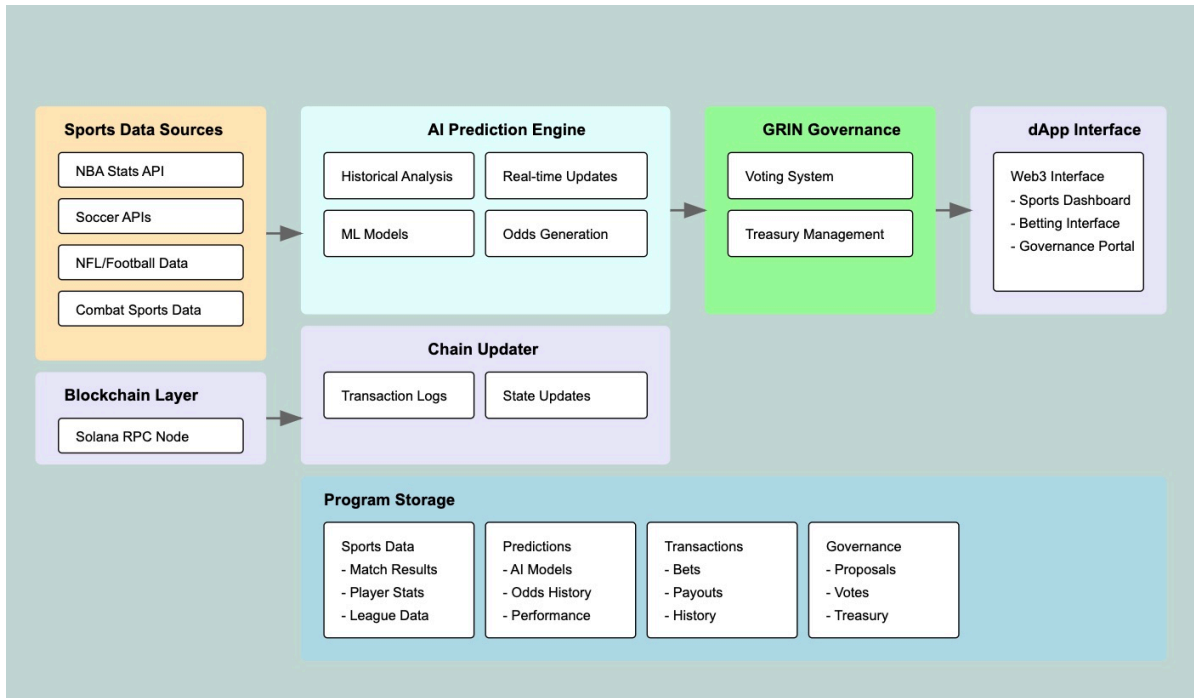 Sports Data Sources
NBA Stats API
Soccer APIs
NFL/Football Data
Combat Sports Data
Blockchain Layer
Solana RPC Node
AI Prediction Engine
Historical Analysis
Real-time Updates
ML Models
Odds Generation
Chain Updater
Transaction Logs
State Updates
GRIN Governance
Voting System
Treasury Management
dApp Interface
Web3 Interface
- Sports Dashboard
- Betting Interface
- Governance Portal
Program Storage
Sports Data
- Match Results
- Player Stats
- League Data
Predictions
- AI Models
- Odds History
- Performance
Transactions
- Bets
- Payouts
- History
Governance
- Proposals
- Votes
- Treasury